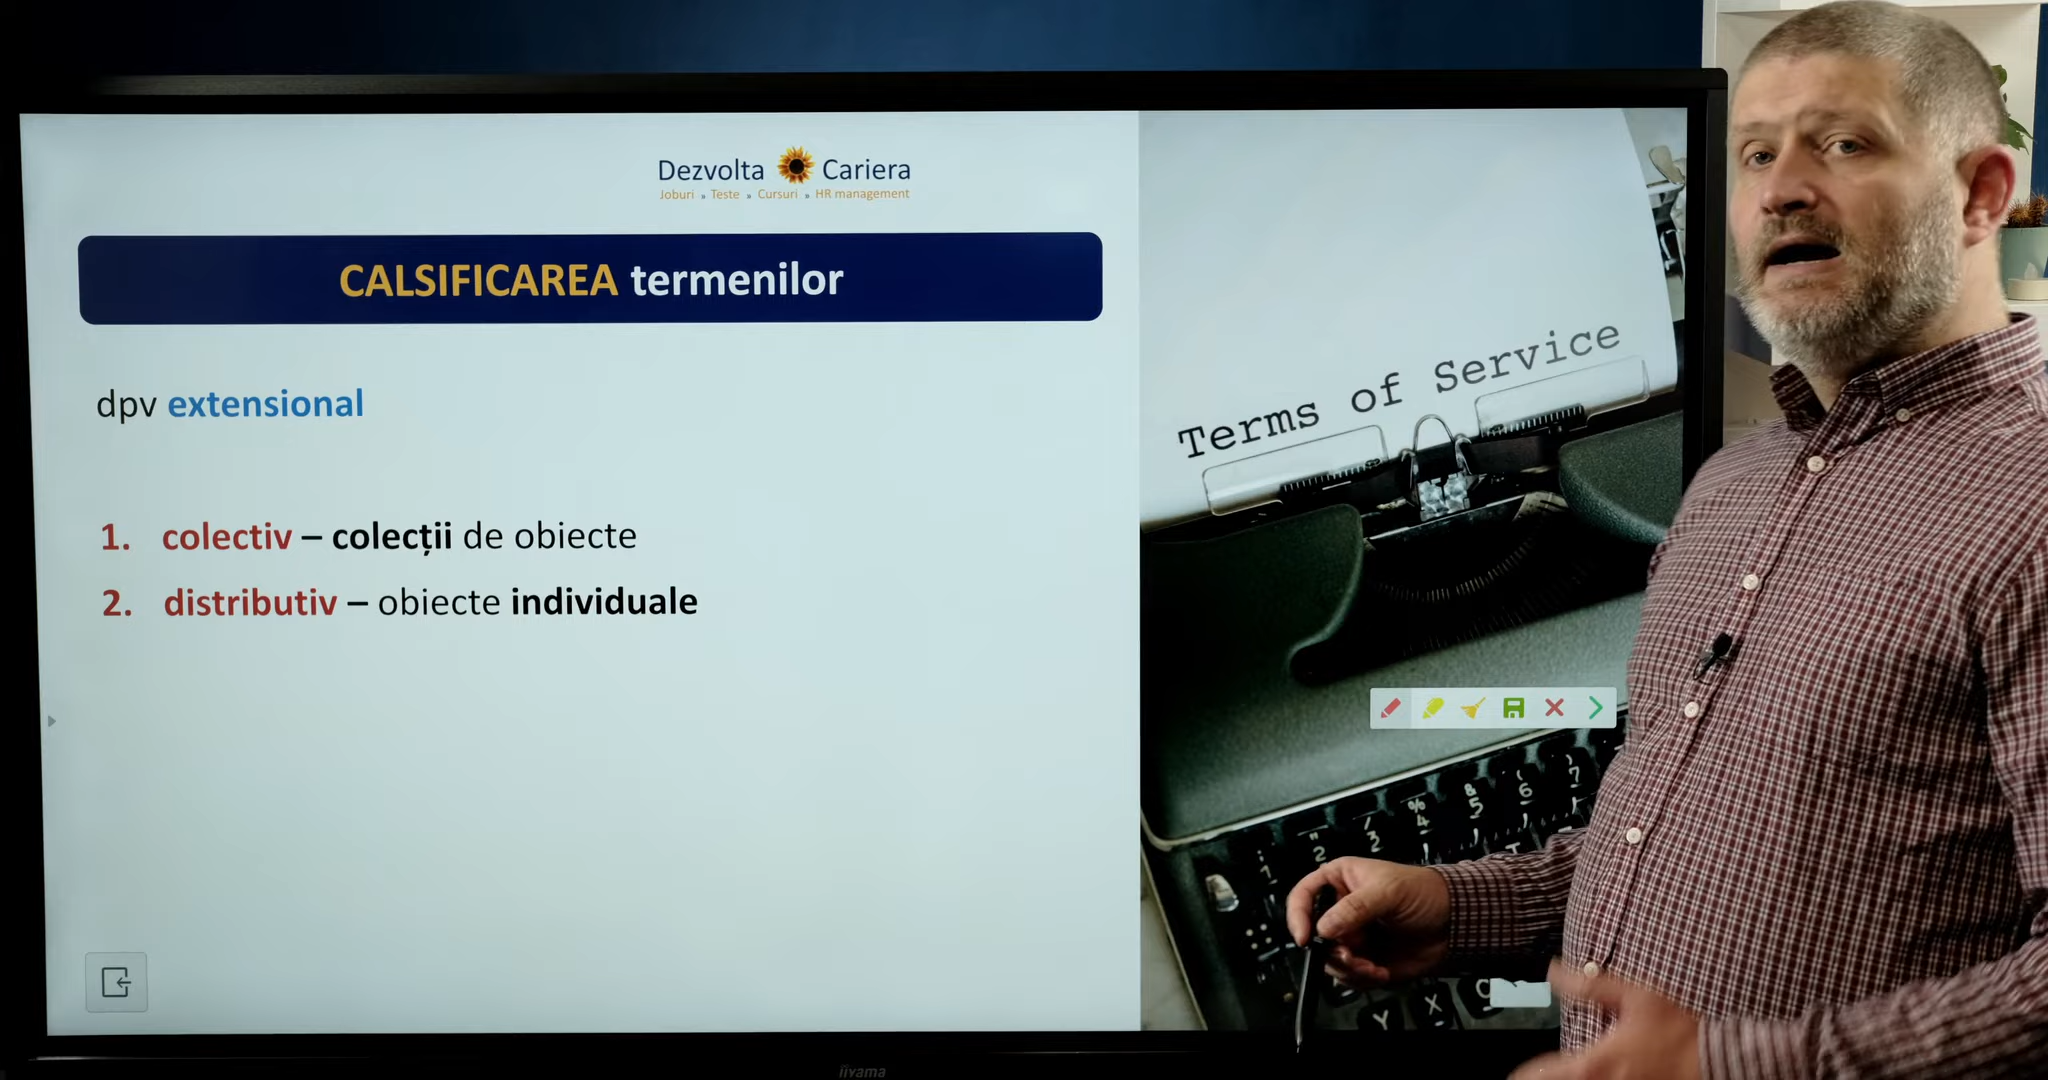 Dezvolta Cariera
Joburi » Teste » Cursuri » HR management
CALSIFICAREA termenilor
dpv extensional
1. colectiv – colecții de obiecte
2. distributiv – obiecte individuale
Terms of Service
iiyama